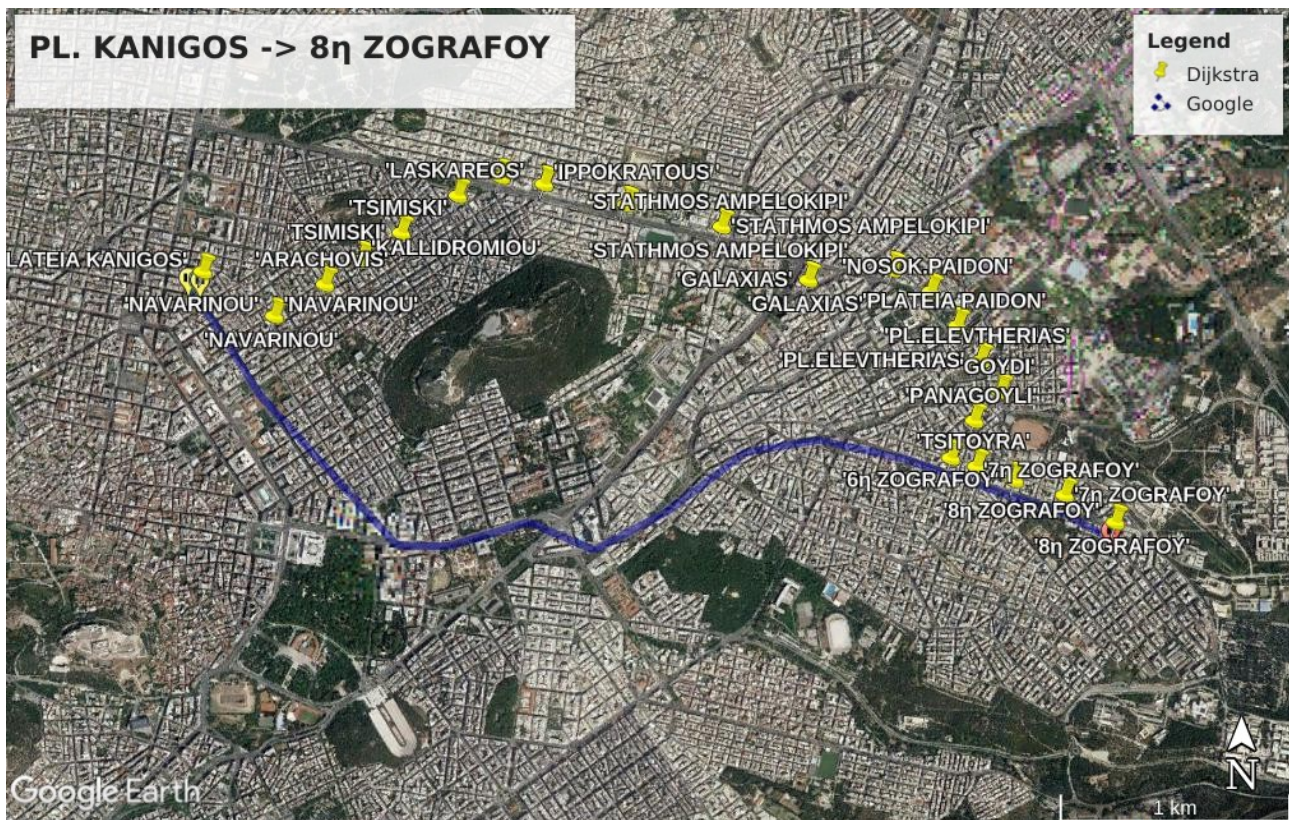 PL. KANIGOS -> 8η ZOGRAFOY
Legend
Dijkstra
Google
'LASKAREOS'
'IPPOKRATOUS'
'TSIMISKI'
'STATHMOS AMPELOKIPI'
'STATHMOS AMPELOKIPI'
'TSIMISKI'
'KALLIDROMIOU'
'STATHMOS AMPELOKIPI'
LATEIA KANIGOS'
'ARACHOVIS'
'GALAXIAS'
'NOSOK.PAIDON'
'NAVARINOU'
'NAVARINOU'
'GALAXIAS'
'PLATEIA PAIDON'
'NAVARINOU'
'PL.ELEVTHERIAS'
'PL.ELEVTHERIAS'
'GOYDI'
'PANAGOYLI'
'TSITOYRA'
'6η ZOGRAFOY'
'7η ZOGRAFOY'
'7η ZOGRAFOY'
'8η ZOGRAFOY'
'8η ZOGRAFOY'
N
Google Earth
1 km